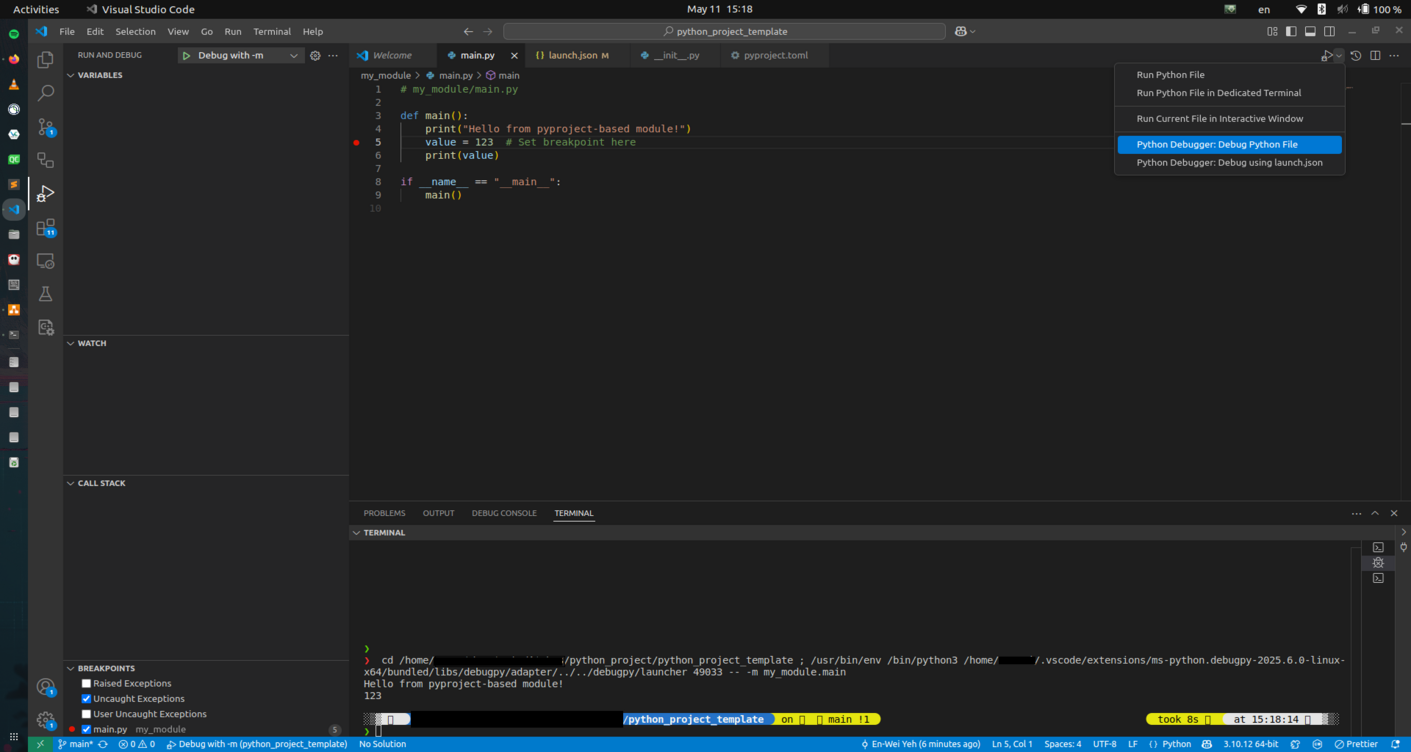 Activities
Visual Studio Code
May 11 15:18
en
100 %
File Edit Selection View Go Run Terminal Help
python_project_template
RUN AND DEBUG
Debug with -m
Welcome
main.py
launch.json M
__init__.py
pyproject.toml
VARIABLES
my_module > main.py > main
1 # my_module/main.py
2
3 def main():
4 print("Hello from pyproject-based module!")
5 value = 123 # Set breakpoint here
6 print(value)
7
8 if __name__ == "__main__":
9 main()
10
Run Python File
Run Python File in Dedicated Terminal
Run Current File in Interactive Window
Python Debugger: Debug Python File
Python Debugger: Debug using launch.json
1
11
QC
WATCH
CALL STACK
BREAKPOINTS
Raised Exceptions
Uncaught Exceptions
User Uncaught Exceptions
main.py my_module 5
1
1
PROBLEMS OUTPUT DEBUG CONSOLE TERMINAL
TERMINAL
cd /home/ /python_project/python_project_template ; /usr/bin/env /bin/python3 /home/ /.vscode/extensions/ms-python.debugpy-2025.6.0-linux-
x64/bundled/libs/debugpy/adapter/../../debugpy/launcher 49033 -- -m my_module.main
Hello from pyproject-based module!
123
/python_project_template on main !1 took 8s at 15:18:14
main* 0 0 Debug with -m (python_project_template) No Solution En-Wei Yeh (6 minutes ago) Ln 5, Col 1 Spaces: 4 UTF-8 LF Python 3.10.12 64-bit Prettier